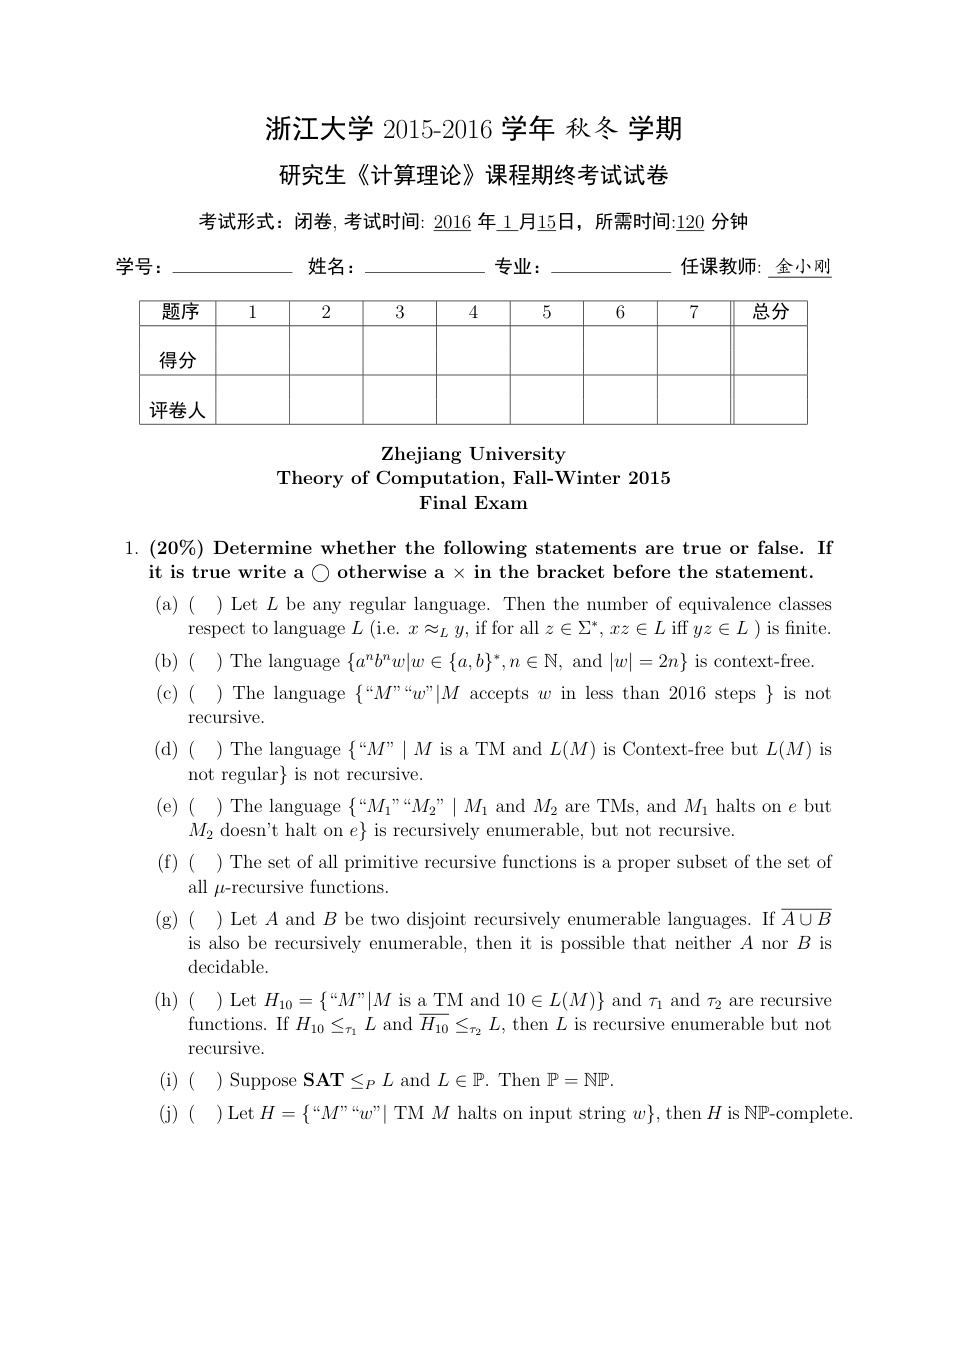 浙江大学 2015-2016 学年 秋冬 学期
研究生《计算理论》课程期终考试试卷
考试形式：闭卷, 考试时间: 2016 年 1 月15日，所需时间:120 分钟
学号： 姓名： 专业： 任课教师: 金小刚
题序 1 2 3 4 5 6 7 总分
得分
评卷人
Zhejiang University
Theory of Computation, Fall-Winter 2015
Final Exam
1. (20%) Determine whether the following statements are true or false. If
it is true write a ○ otherwise a × in the bracket before the statement.
(a) ( ) Let L be any regular language. Then the number of equivalence classes
respect to language L (i.e. x ≈_L y, if for all z ∈ Σ*, xz ∈ L iff yz ∈ L ) is finite.
(b) ( ) The language {aⁿbⁿw|w ∈ {a, b}*, n ∈ ℕ, and |w| = 2n} is context-free.
(c) ( ) The language {“M”“w”|M accepts w in less than 2016 steps } is not
recursive.
(d) ( ) The language {“M” | M is a TM and L(M) is Context-free but L(M) is
not regular} is not recursive.
(e) ( ) The language {“M₁”“M₂” | M₁ and M₂ are TMs, and M₁ halts on e but
M₂ doesn’t halt on e} is recursively enumerable, but not recursive.
(f) ( ) The set of all primitive recursive functions is a proper subset of the set of
all μ-recursive functions.
(g) ( ) Let A and B be two disjoint recursively enumerable languages. If \overline{A ∪ B}
is also be recursively enumerable, then it is possible that neither A nor B is
decidable.
(h) ( ) Let H₁₀ = {“M”|M is a TM and 10 ∈ L(M)} and τ₁ and τ₂ are recursive
functions. If H₁₀ ≤_{τ₁} L and \overline{H₁₀} ≤_{τ₂} L, then L is recursive enumerable but not
recursive.
(i) ( ) Suppose SAT ≤_P L and L ∈ ℙ. Then ℙ = ℕℙ.
(j) ( ) Let H = {“M”“w”| TM M halts on input string w}, then H is ℕℙ-complete.